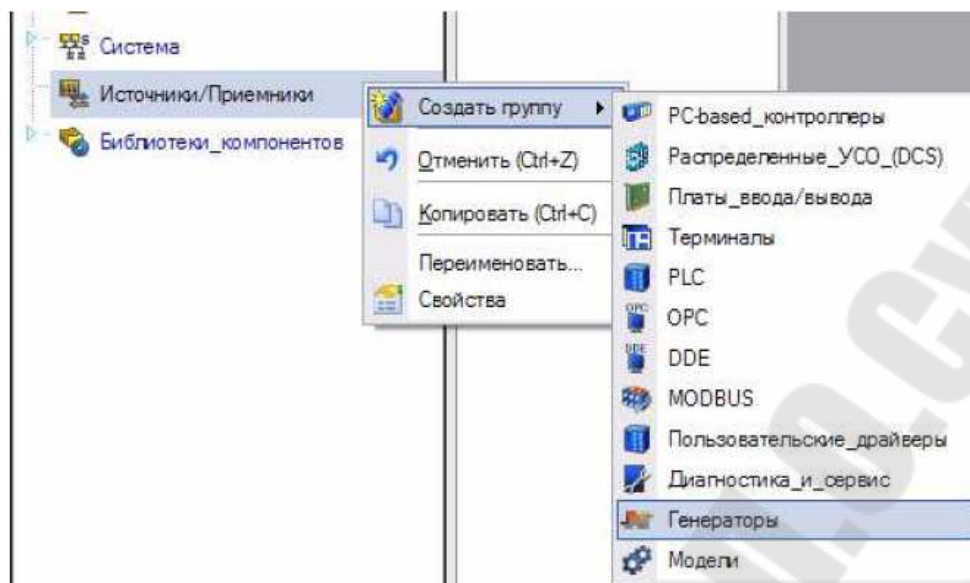 Система
Источники/Приемники
Библиотеки_компонентов
Создать группу
Отменить (Ctrl+Z)
Копировать (Ctrl+C)
Переименовать...
Свойства
PC-based_контроллеры
Распределенные_УСО_(DCS)
Платы_ввода/вывода
Терминалы
PLC
OPC
DDE
MODBUS
Пользовательские_драйверы
Диагностика_и_сервис
Генераторы
Модели